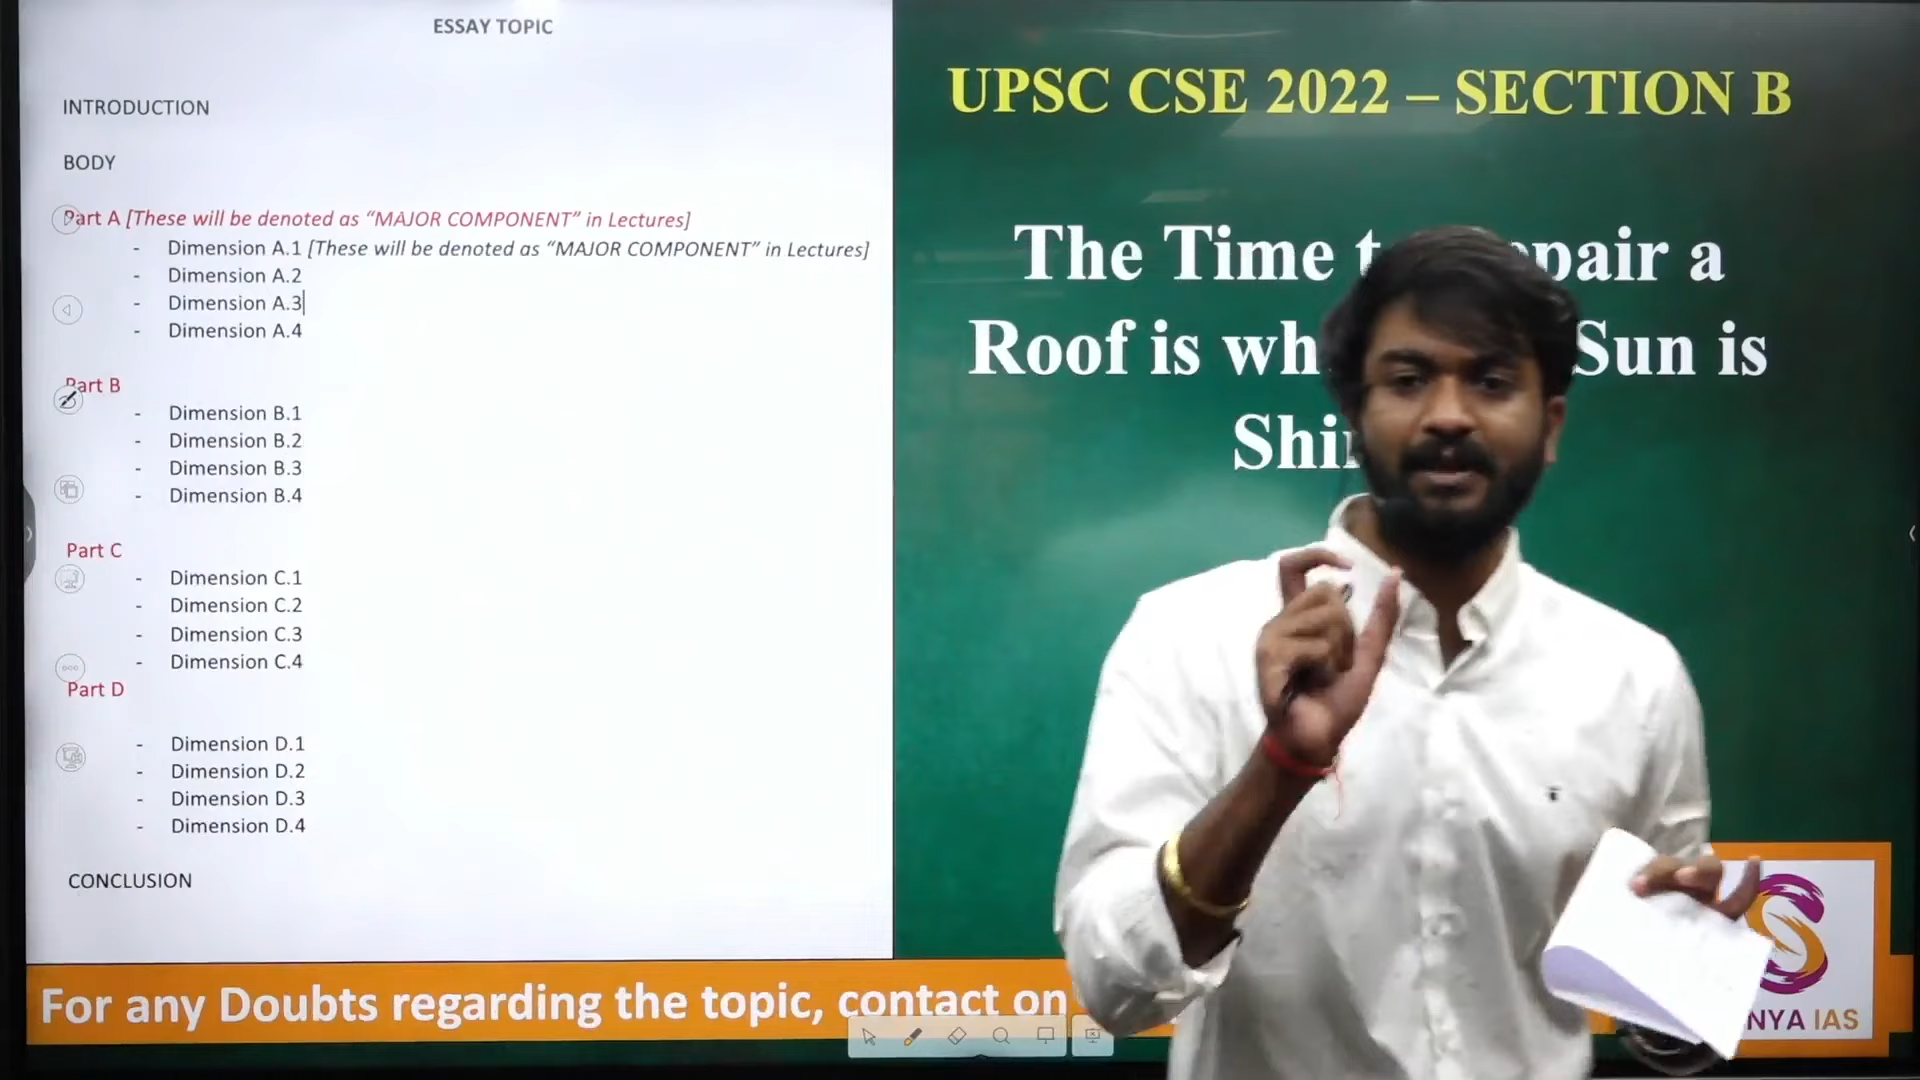 ESSAY TOPIC
INTRODUCTION
BODY
Part A [These will be denoted as “MAJOR COMPONENT” in Lectures]
- Dimension A.1 [These will be denoted as “MAJOR COMPONENT” in Lectures]
- Dimension A.2
- Dimension A.3
- Dimension A.4
Part B
- Dimension B.1
- Dimension B.2
- Dimension B.3
- Dimension B.4
Part C
- Dimension C.1
- Dimension C.2
- Dimension C.3
- Dimension C.4
Part D
- Dimension D.1
- Dimension D.2
- Dimension D.3
- Dimension D.4
CONCLUSION
UPSC CSE 2022 – SECTION B
The Time a
Roof is Sun is
For any Doubts regarding the topic, contact on
IAS